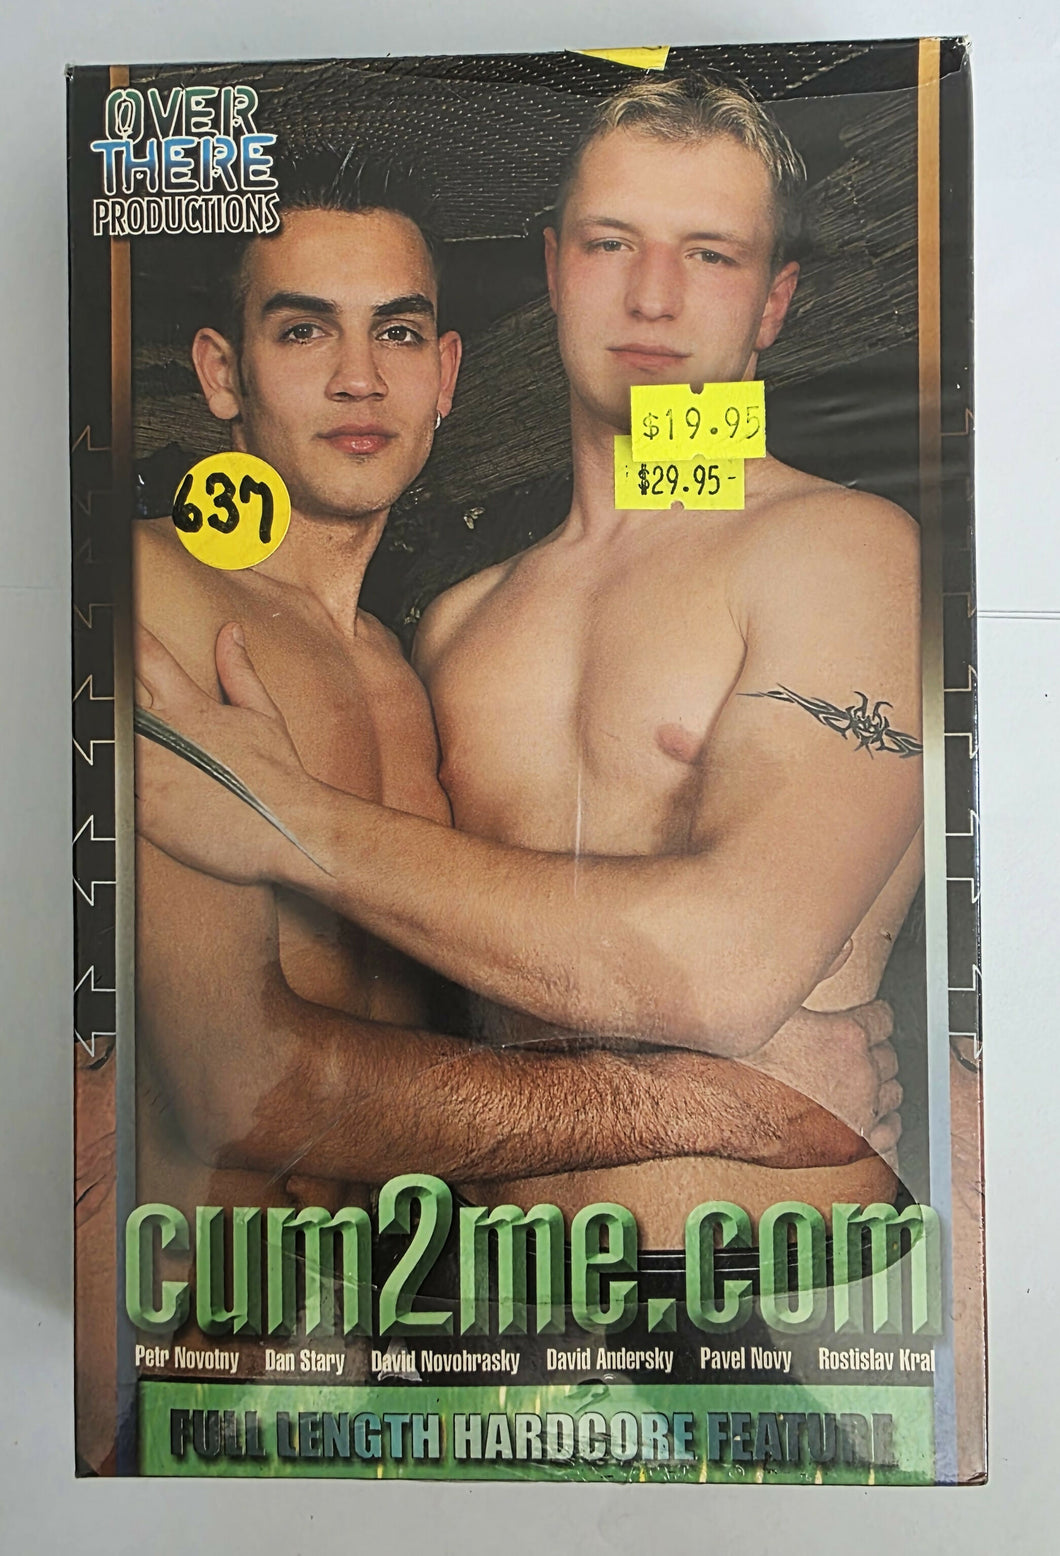 OVER
THERE
PRODUCTIONS
$19.95
$29.95-
637
cum2me.com
Petr Novotny Dan Stary David Novohrasky David Andersky Pavel Novy Rostislav Kral
FULL LENGTH HARDCORE FEATURE